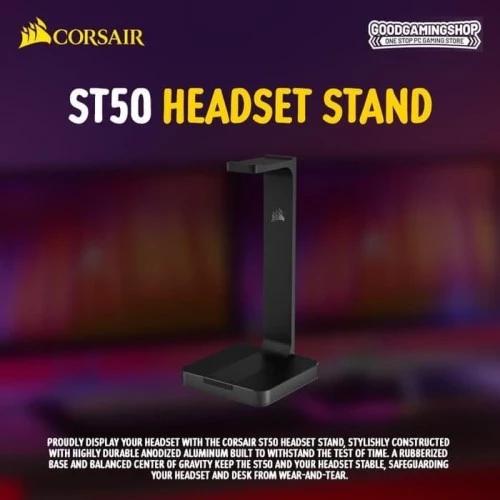 CORSAIR
GOODGAMINGSHOP
ONE STOP PC GAMING STORE
ST50 HEADSET STAND
PROUDLY DISPLAY YOUR HEADSET WITH THE CORSAIR ST50 HEADSET STAND, STYLISHLY CONSTRUCTED
WITH HIGHLY DURABLE ANODIZED ALUMINUM BUILT TO WITHSTAND THE TEST OF TIME. A RUBBERIZED
BASE AND BALANCED CENTER OF GRAVITY KEEP THE ST50 AND YOUR HEADSET STABLE, SAFEGUARDING
YOUR HEADSET AND DESK FROM WEAR-AND-TEAR.